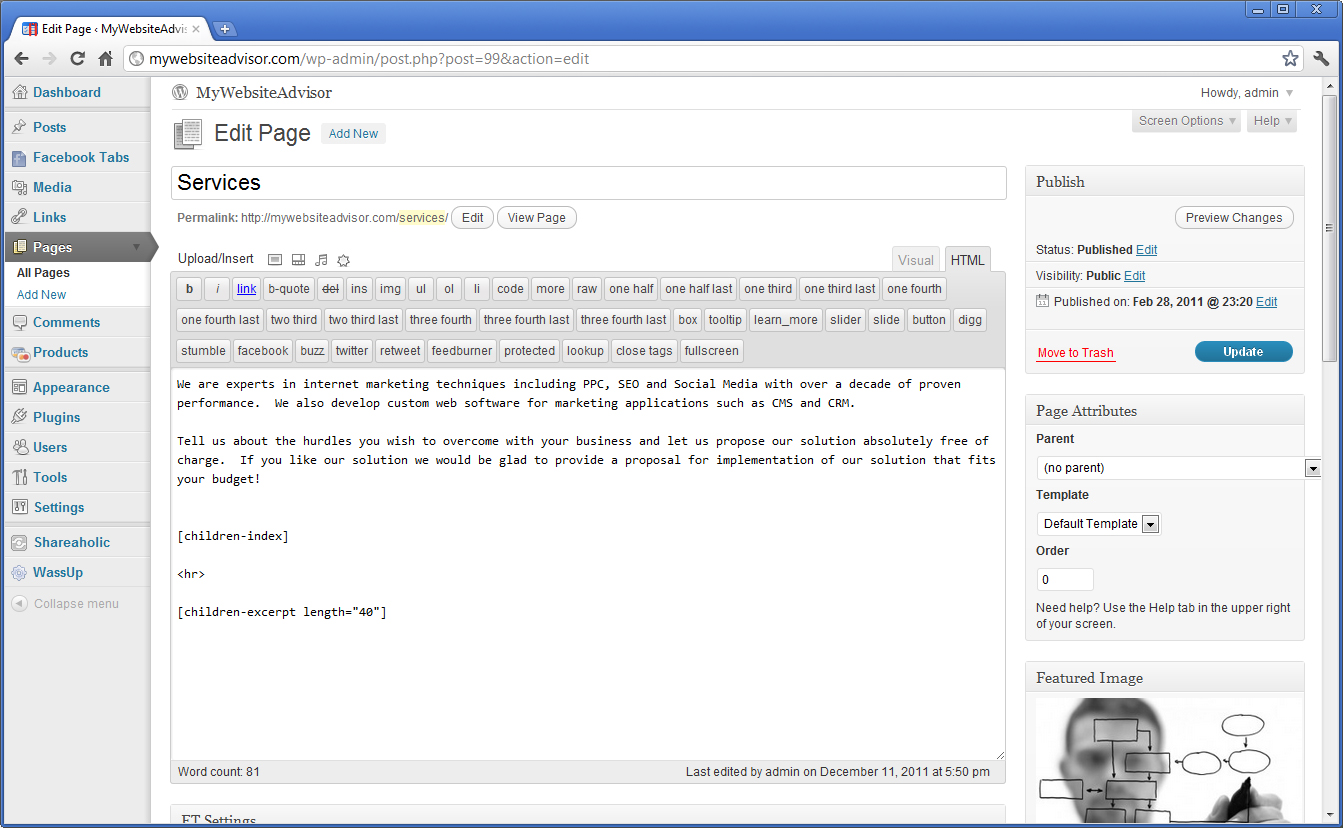 Edit Page ‹ MyWebsiteAdvis
mywebsiteadvisor.com/wp-admin/post.php?post=99&action=edit
Dashboard
Posts
Facebook Tabs
Media
Links
Pages
All Pages
Add New
Comments
Products
Appearance
Plugins
Users
Tools
Settings
Shareaholic
WassUp
Collapse menu
MyWebsiteAdvisor
Howdy, admin
Screen Options
Help
Edit Page
Add New
Services
Permalink: http://mywebsiteadvisor.com/services/ Edit View Page
Upload/Insert
Visual HTML
b i link b-quote del ins img ul ol li code more raw one half one half last one third one third last one fourth
one fourth last two third two third last three fourth three fourth last three fourth last box tooltip learn_more slider slide button digg
stumble facebook buzz twitter retweet feedburner protected lookup close tags fullscreen
We are experts in internet marketing techniques including PPC, SEO and Social Media with over a decade of proven
performance.  We also develop custom web software for marketing applications such as CMS and CRM.
Tell us about the hurdles you wish to overcome with your business and let us propose our solution absolutely free of
charge.  If you like our solution we would be glad to provide a proposal for implementation of our solution that fits
your budget!
[children-index]
<hr>
[children-excerpt length="40"]
Word count: 81
Last edited by admin on December 11, 2011 at 5:50 pm
FT Settings
Publish
Preview Changes
Status: Published Edit
Visibility: Public Edit
Published on: Feb 28, 2011 @ 23:20 Edit
Move to Trash
Update
Page Attributes
Parent
(no parent)
Template
Default Template
Order
0
Need help? Use the Help tab in the upper right
of your screen.
Featured Image